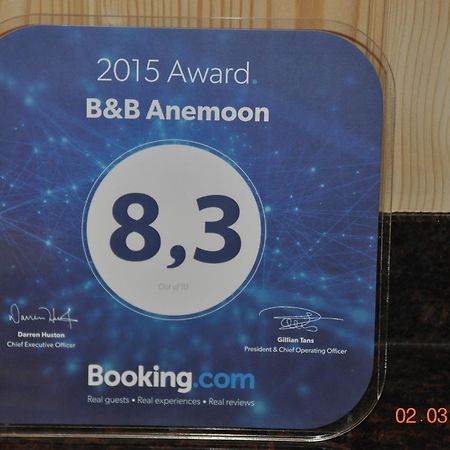 2015 Award.
B&B Anemoon
8,3
Out of 10
Darren Huston
Chief Executive Officer
Gillian Tans
President & Chief Operating Officer
Booking.com
Real guests • Real experiences • Real reviews
02.03